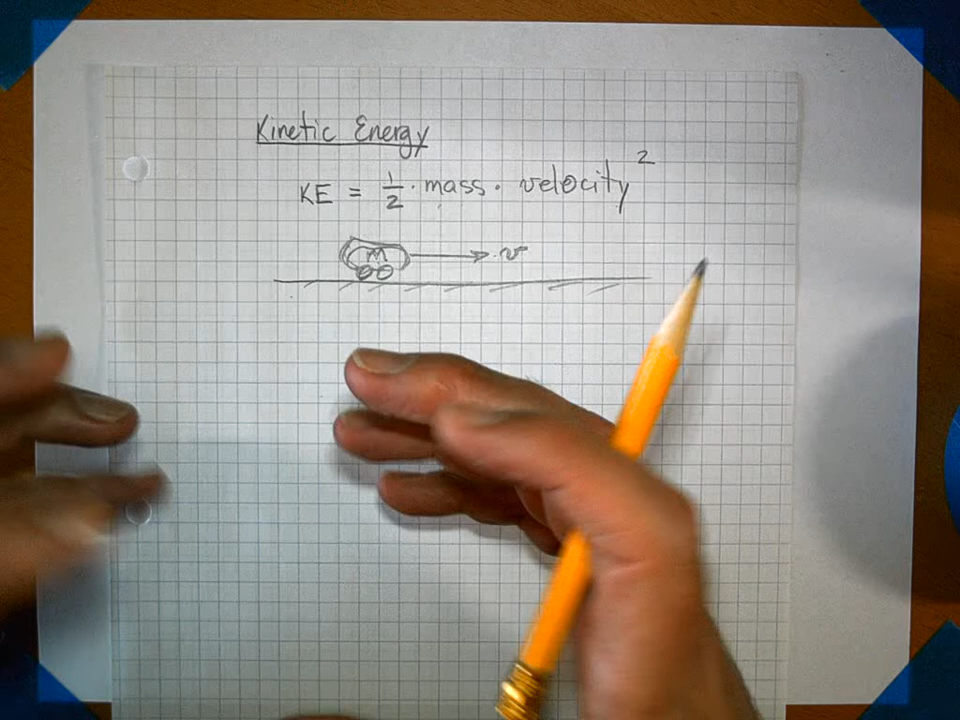 Kinetic Energy
KE = 1/2 · mass · velocity²
M v